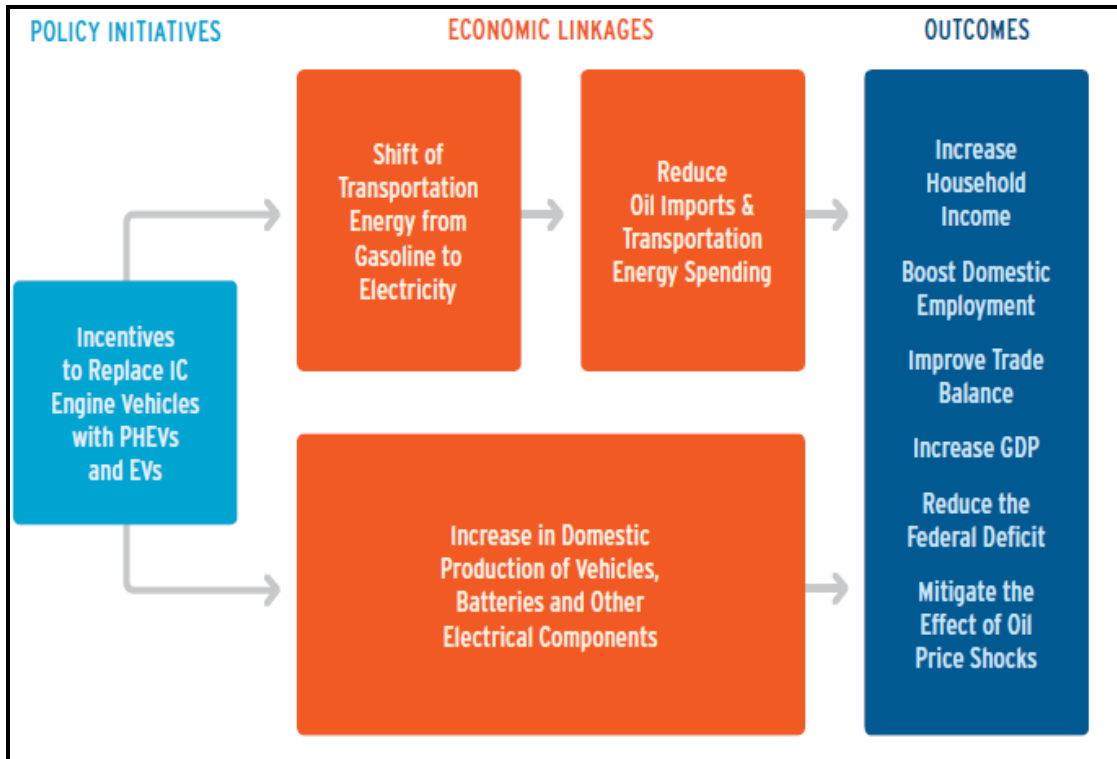 POLICY INITIATIVES
ECONOMIC LINKAGES
OUTCOMES
Incentives
to Replace IC
Engine Vehicles
with PHEVs
and EVs
Shift of
Transportation
Energy from
Gasoline to
Electricity
Reduce
Oil Imports &
Transportation
Energy Spending
Increase in Domestic
Production of Vehicles,
Batteries and Other
Electrical Components
Increase
Household
Income
Boost Domestic
Employment
Improve Trade
Balance
Increase GDP
Reduce the
Federal Deficit
Mitigate the
Effect of Oil
Price Shocks